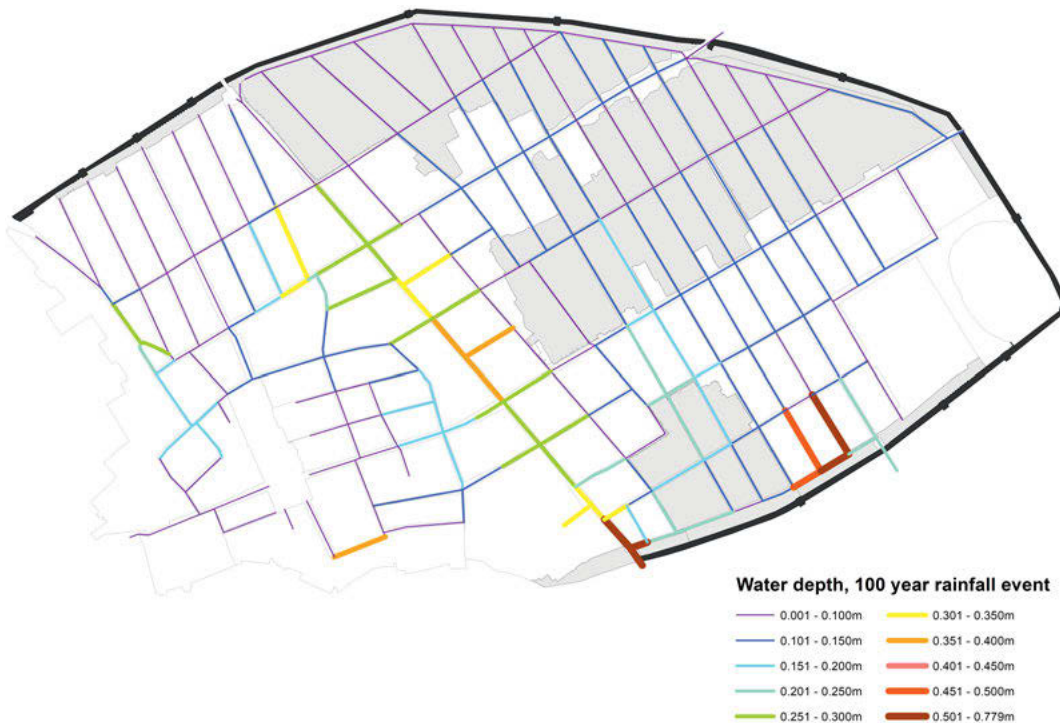 Water depth, 100 year rainfall event
0.001 - 0.100m
0.101 - 0.150m
0.151 - 0.200m
0.201 - 0.250m
0.251 - 0.300m
0.301 - 0.350m
0.351 - 0.400m
0.401 - 0.450m
0.451 - 0.500m
0.501 - 0.779m